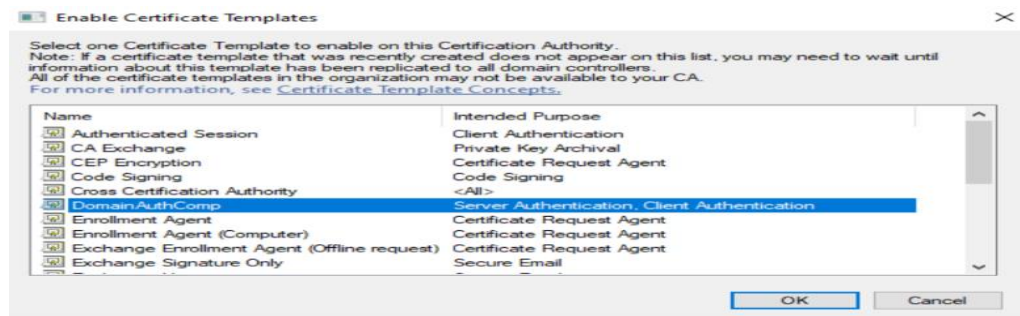 Enable Certificate Templates
Select one Certificate Template to enable on this Certification Authority.
Note: If a certificate template that was recently created does not appear on this list, you may need to wait until
information about this template has been replicated to all domain controllers.
All of the certificate templates in the organization may not be available to your CA.
For more information, see Certificate Template Concepts.
Name Intended Purpose
Authenticated Session Client Authentication
CA Exchange Private Key Archival
CEP Encryption Certificate Request Agent
Code Signing Code Signing
Cross Certification Authority <All>
DomainAuthComp Server Authentication, Client Authentication
Enrollment Agent Certificate Request Agent
Enrollment Agent (Computer) Certificate Request Agent
Exchange Enrollment Agent (Offline request) Certificate Request Agent
Exchange Signature Only Secure Email
OK Cancel